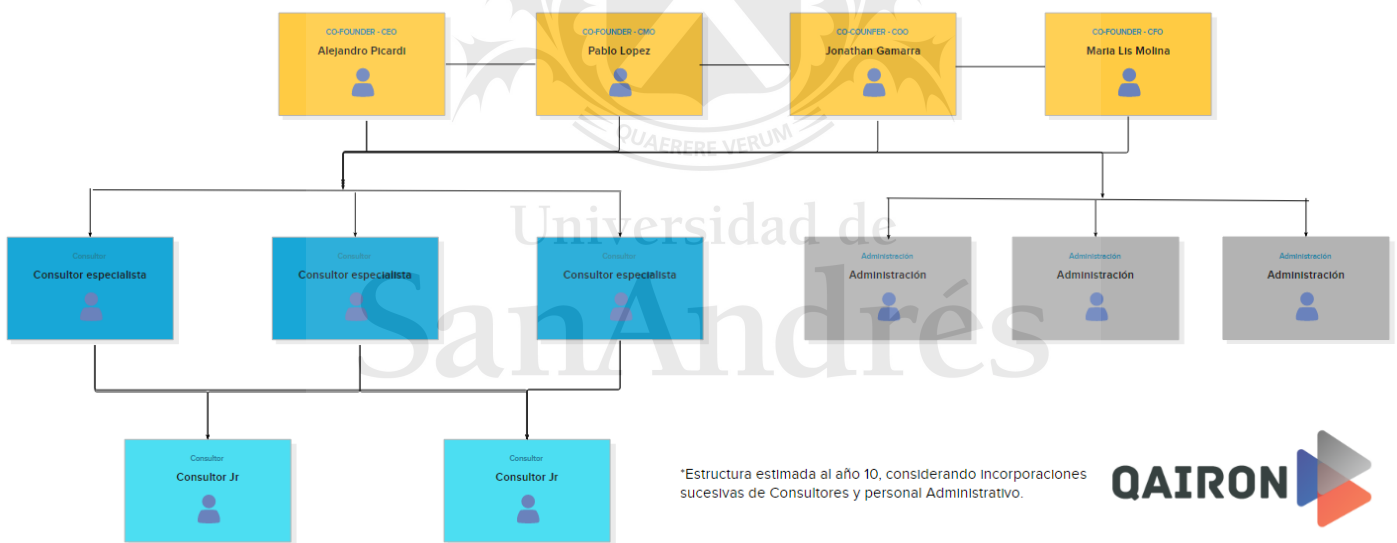 CO-FOUNDER - CEO
Alejandro Picardi
CO-FOUNDER - CMO
Pablo Lopez
CO-COUNFER - COO
Jonathan Gamarra
CO-FOUNDER - CFO
Maria Lis Molina
QUAERERE VERUM
Universidad de
SanAndrés
Consultor
Consultor especialista
Consultor
Consultor especialista
Consultor
Consultor especialista
Administración
Administración
Administración
Administración
Administración
Administración
Consultor
Consultor Jr
Consultor
Consultor Jr
*Estructura estimada al año 10, considerando incorporaciones
sucesivas de Consultores y personal Administrativo.
QAIRON